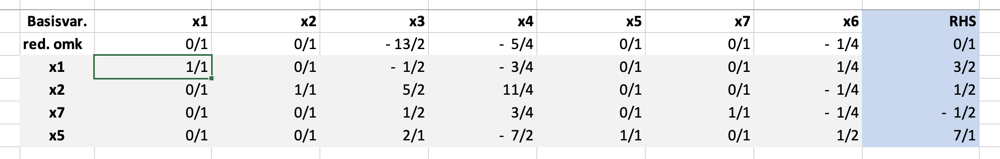 Basisvar. x1 x2 x3 x4 x5 x7 x6 RHS
red. omk 0/1 0/1 - 13/2 - 5/4 0/1 0/1 - 1/4 0/1
x1 1/1 0/1 - 1/2 - 3/4 0/1 0/1 1/4 3/2
x2 0/1 1/1 5/2 11/4 0/1 0/1 - 1/4 1/2
x7 0/1 0/1 1/2 3/4 0/1 1/1 - 1/4 - 1/2
x5 0/1 0/1 2/1 - 7/2 1/1 0/1 1/2 7/1